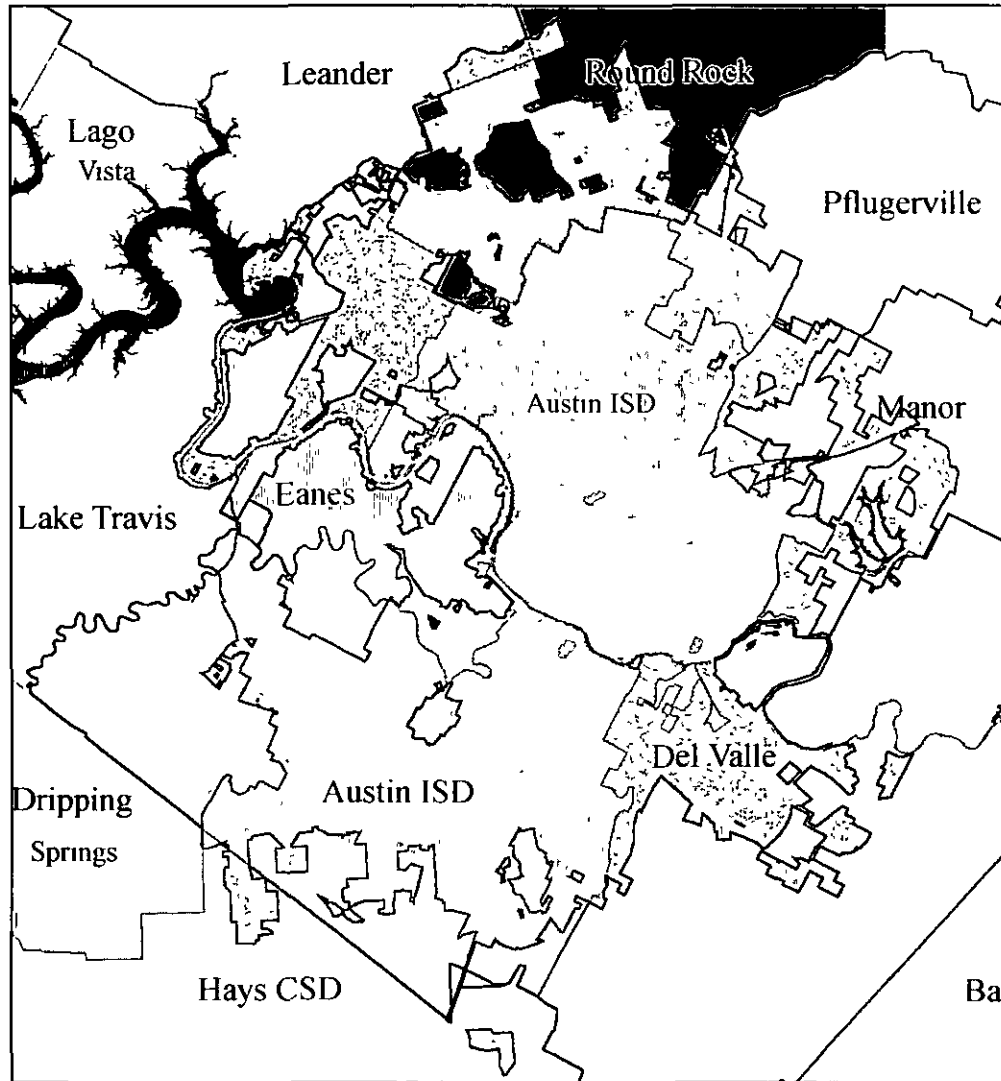 Leander
Round Rock
Lago
Vista
Pflugerville
Austin ISD
Manor
Eanes
Lake Travis
Del Valle
Austin ISD
Dripping
Springs
Hays CSD
Ba